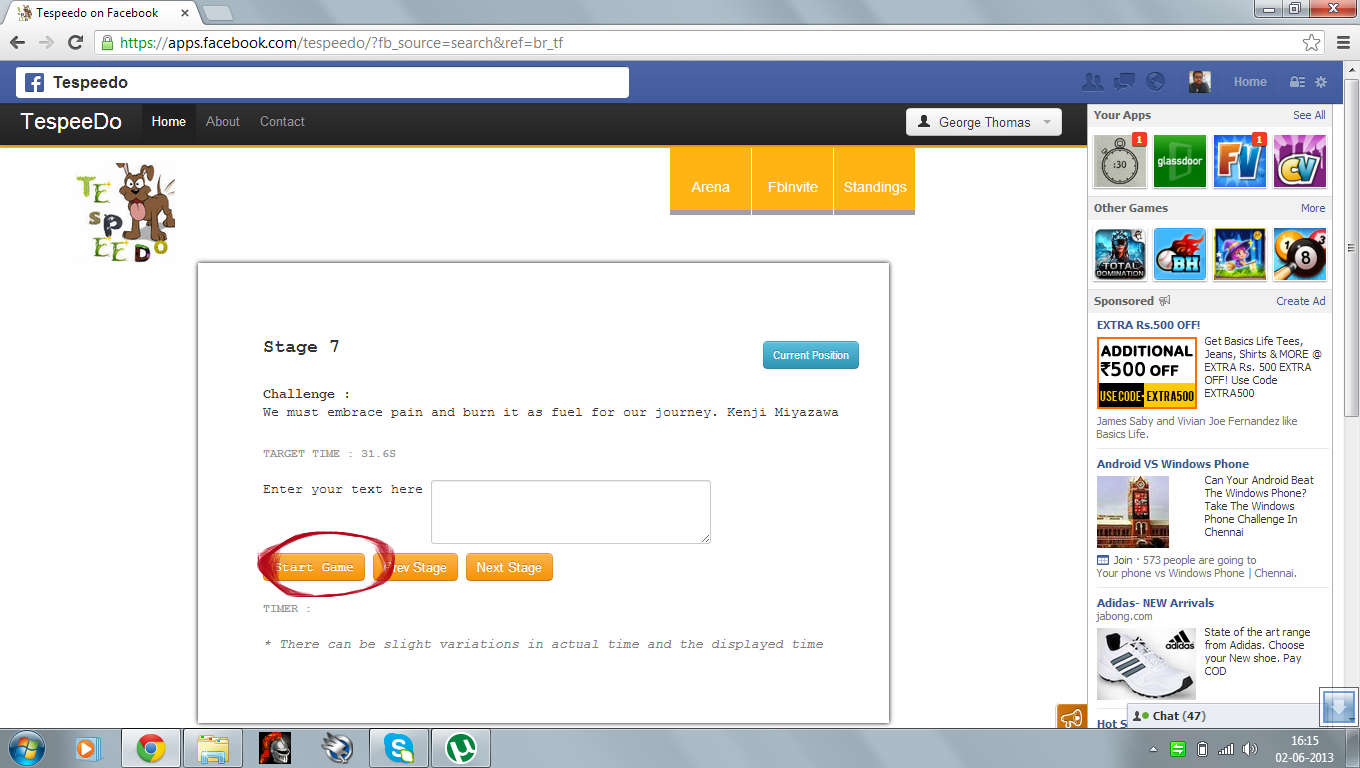 Tespeedo on Facebook
https://apps.facebook.com/tespeedo/?fb_source=search&ref=br_tf
Tespeedo
Home
TespeeDo Home About Contact
George Thomas
TESPEEDO
Arena FbInvite Standings
Stage 7
Current Position
Challenge :
We must embrace pain and burn it as fuel for our journey. Kenji Miyazawa
TARGET TIME : 31.6S
Enter your text here
Start Game Prev Stage Next Stage
TIMER :
* There can be slight variations in actual time and the displayed time
Your Apps See All
:30 1
glassdoor
FV 1
CV
Other Games More
TOTAL DOMINATION
BH
1 8 3
Sponsored Create Ad
EXTRA Rs.500 OFF!
ADDITIONAL
₹500 OFF
USE CODE- EXTRA500
Get Basics Life Tees,
Jeans, Shirts & MORE @
EXTRA Rs. 500 EXTRA
OFF! Use Code
EXTRA500
James Saby and Vivian Joe Fernandez like
Basics Life.
Android VS Windows Phone
Can Your Android Beat
The Windows Phone?
Take The Windows
Phone Challenge In
Chennai
Join · 573 people are going to
Your phone vs Windows Phone | Chennai.
Adidas- NEW Arrivals
jabong.com
adidas
State of the art range
from Adidas. Choose
your New shoe. Pay
COD
Hot S
Chat (47)
16:15
02-06-2013